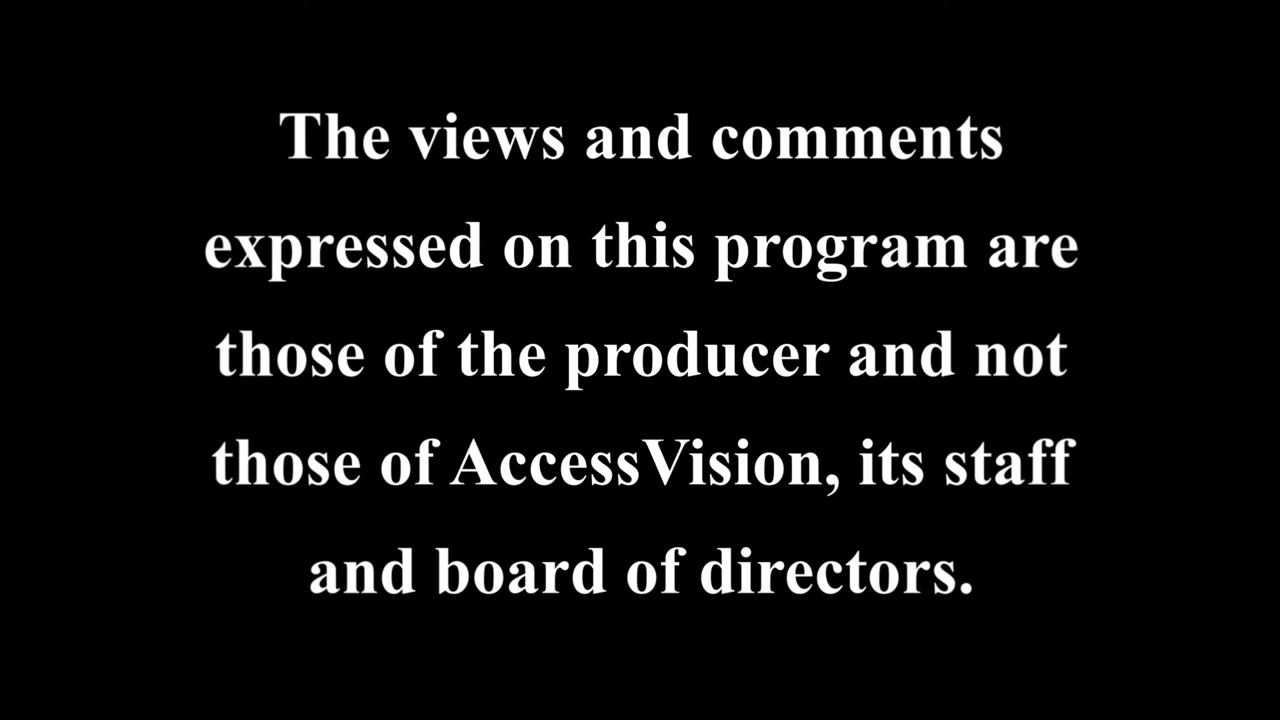 The views and comments
expressed on this program are
those of the producer and not
those of AccessVision, its staff
and board of directors.